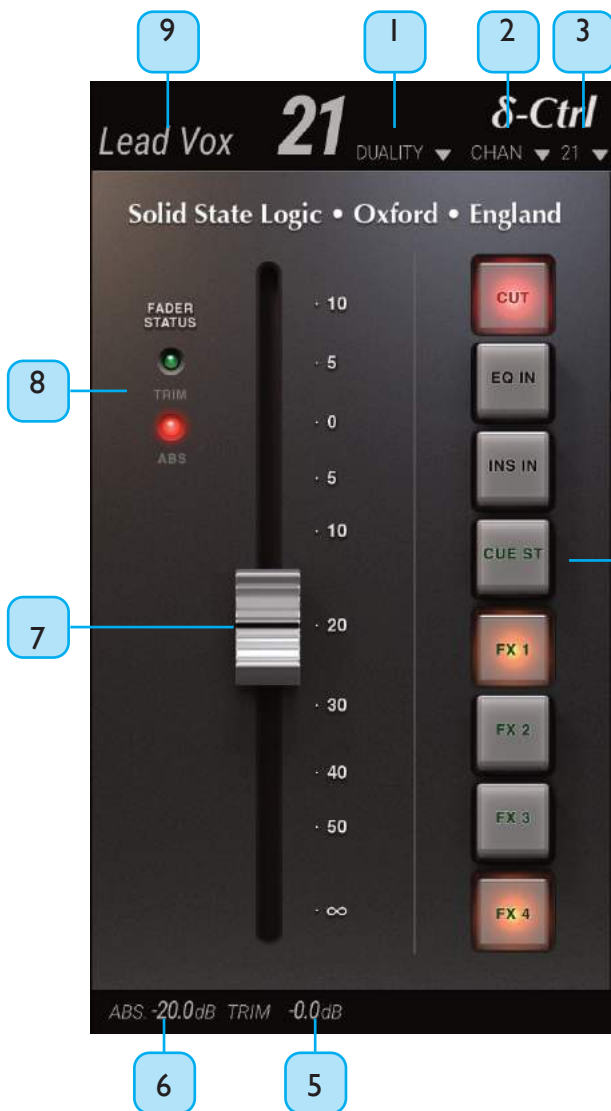 9 1 2 3
Lead Vox 21 δ-Ctrl
DUALITY ▼ CHAN ▼ 21 ▼
Solid State Logic • Oxford • England
FADER
STATUS
TRIM
ABS
8
7
· 10
· 5
· 0
· 5
· 10
· 20
· 30
· 40
· 50
· ∞
CUT
EQ IN
INS IN
CUE ST
FX 1
FX 2
FX 3
FX 4
ABS. -20.0dB TRIM -0.0dB
6 5